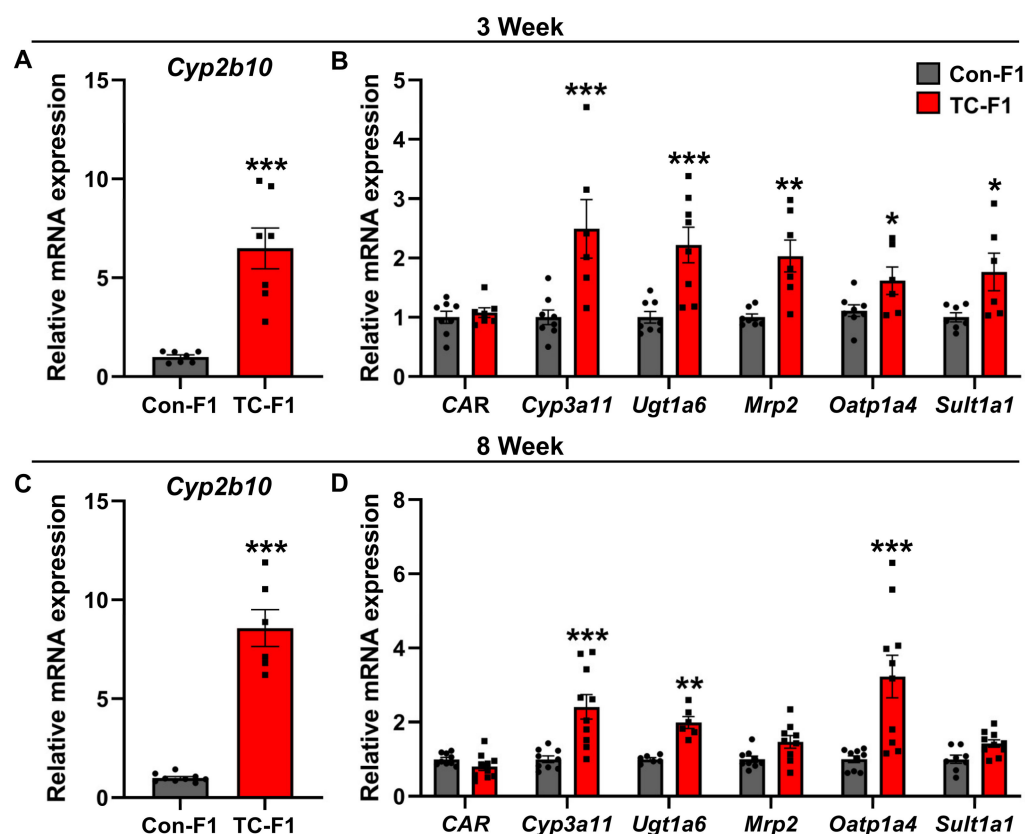 3 Week
A
Cyp2b10
Relative mRNA expression
15
10
5
0
***
Con-F1 TC-F1
B
Relative mRNA expression
5
4
3
2
1
0
Con-F1
TC-F1
*** *** ** * *
CAR Cyp3a11 Ugt1a6 Mrp2 Oatp1a4 Sult1a1
8 Week
C
Cyp2b10
Relative mRNA expression
15
10
5
0
***
Con-F1 TC-F1
D
Relative mRNA expression
8
6
4
2
0
*** ** ***
CAR Cyp3a11 Ugt1a6 Mrp2 Oatp1a4 Sult1a1